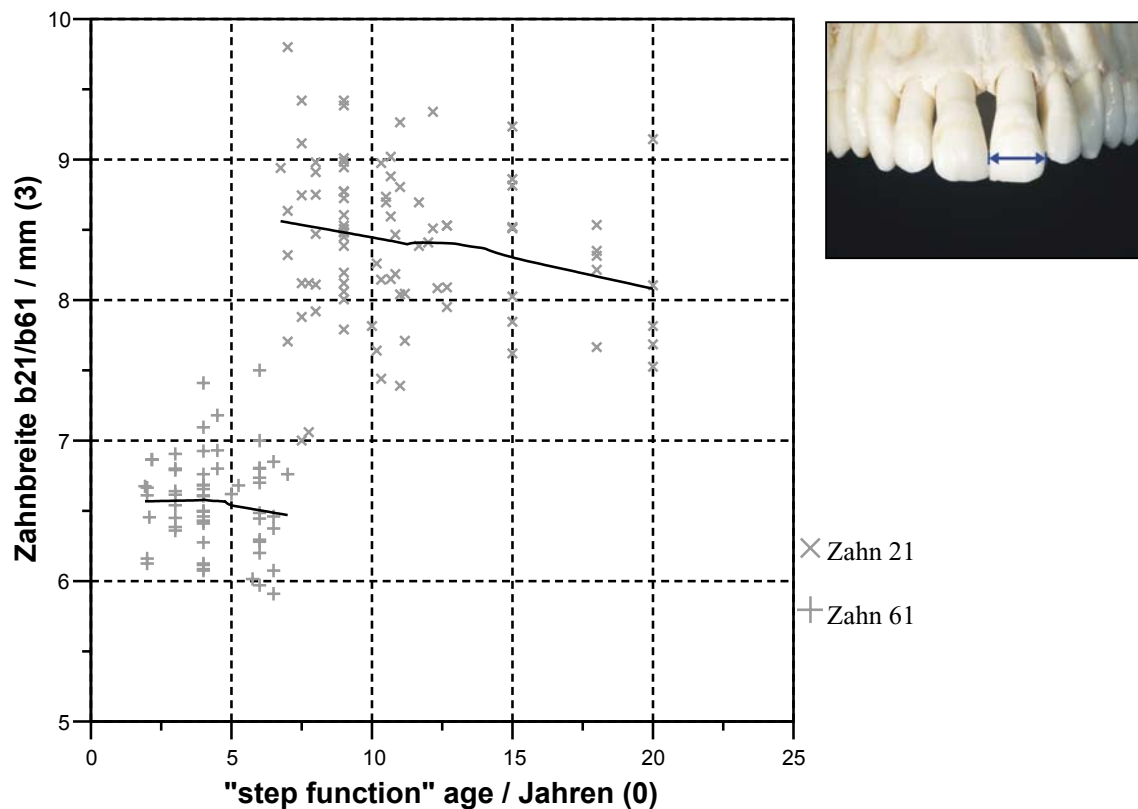 10
9
8
7
6
5
Zahnbreite b21/b61 / mm (3)
0 5 10 15 20 25
"step function" age / Jahren (0)
Zahn 21
Zahn 61